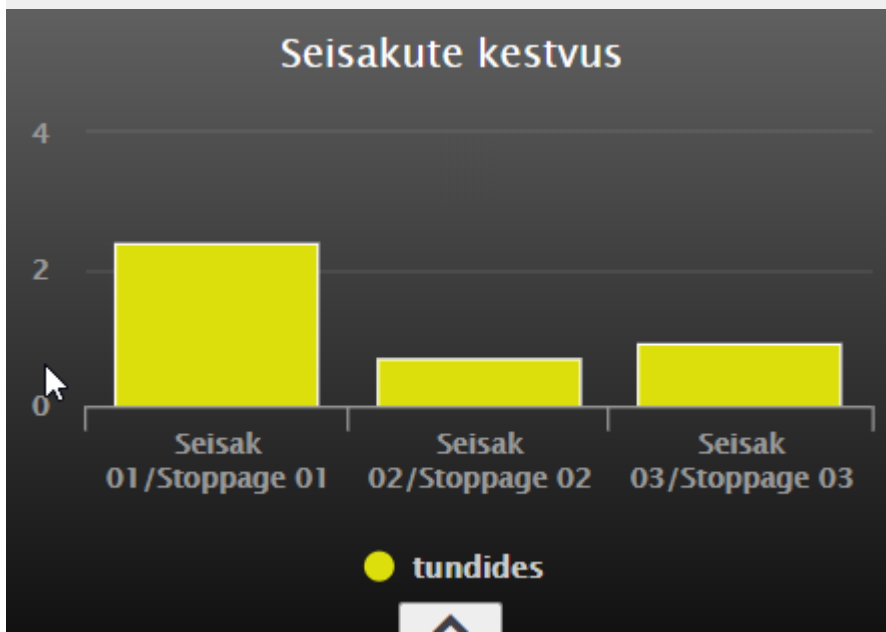 Seisakute kestvus
4
2
0
Seisak
01/Stoppage 01
Seisak
02/Stoppage 02
Seisak
03/Stoppage 03
tundides